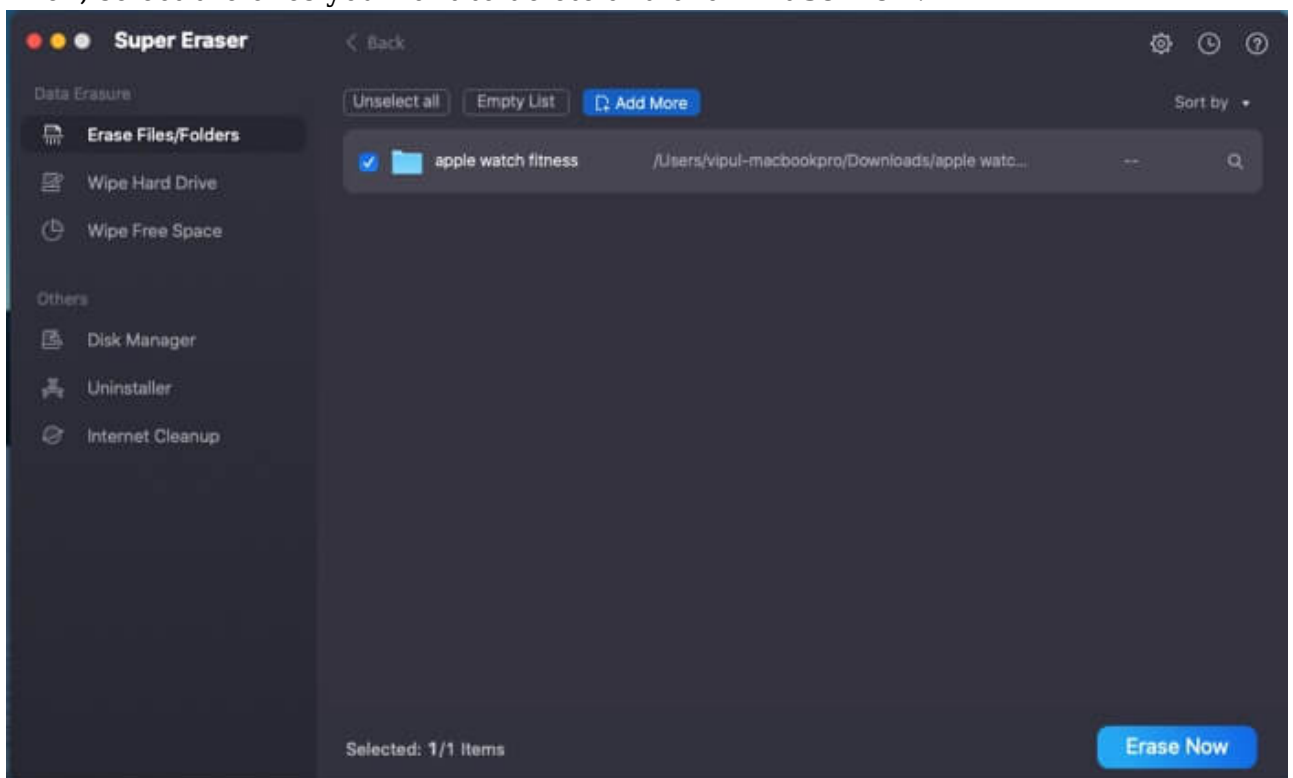 Super Eraser
Back
Data Erasure
Unselect all Empty List Add More Sort by
Erase Files/Folders
apple watch fitness /Users/vipul-macbookpro/Downloads/apple watc... --
Wipe Hard Drive
Wipe Free Space
Others
Disk Manager
Uninstaller
Internet Cleanup
Selected: 1/1 Items
Erase Now